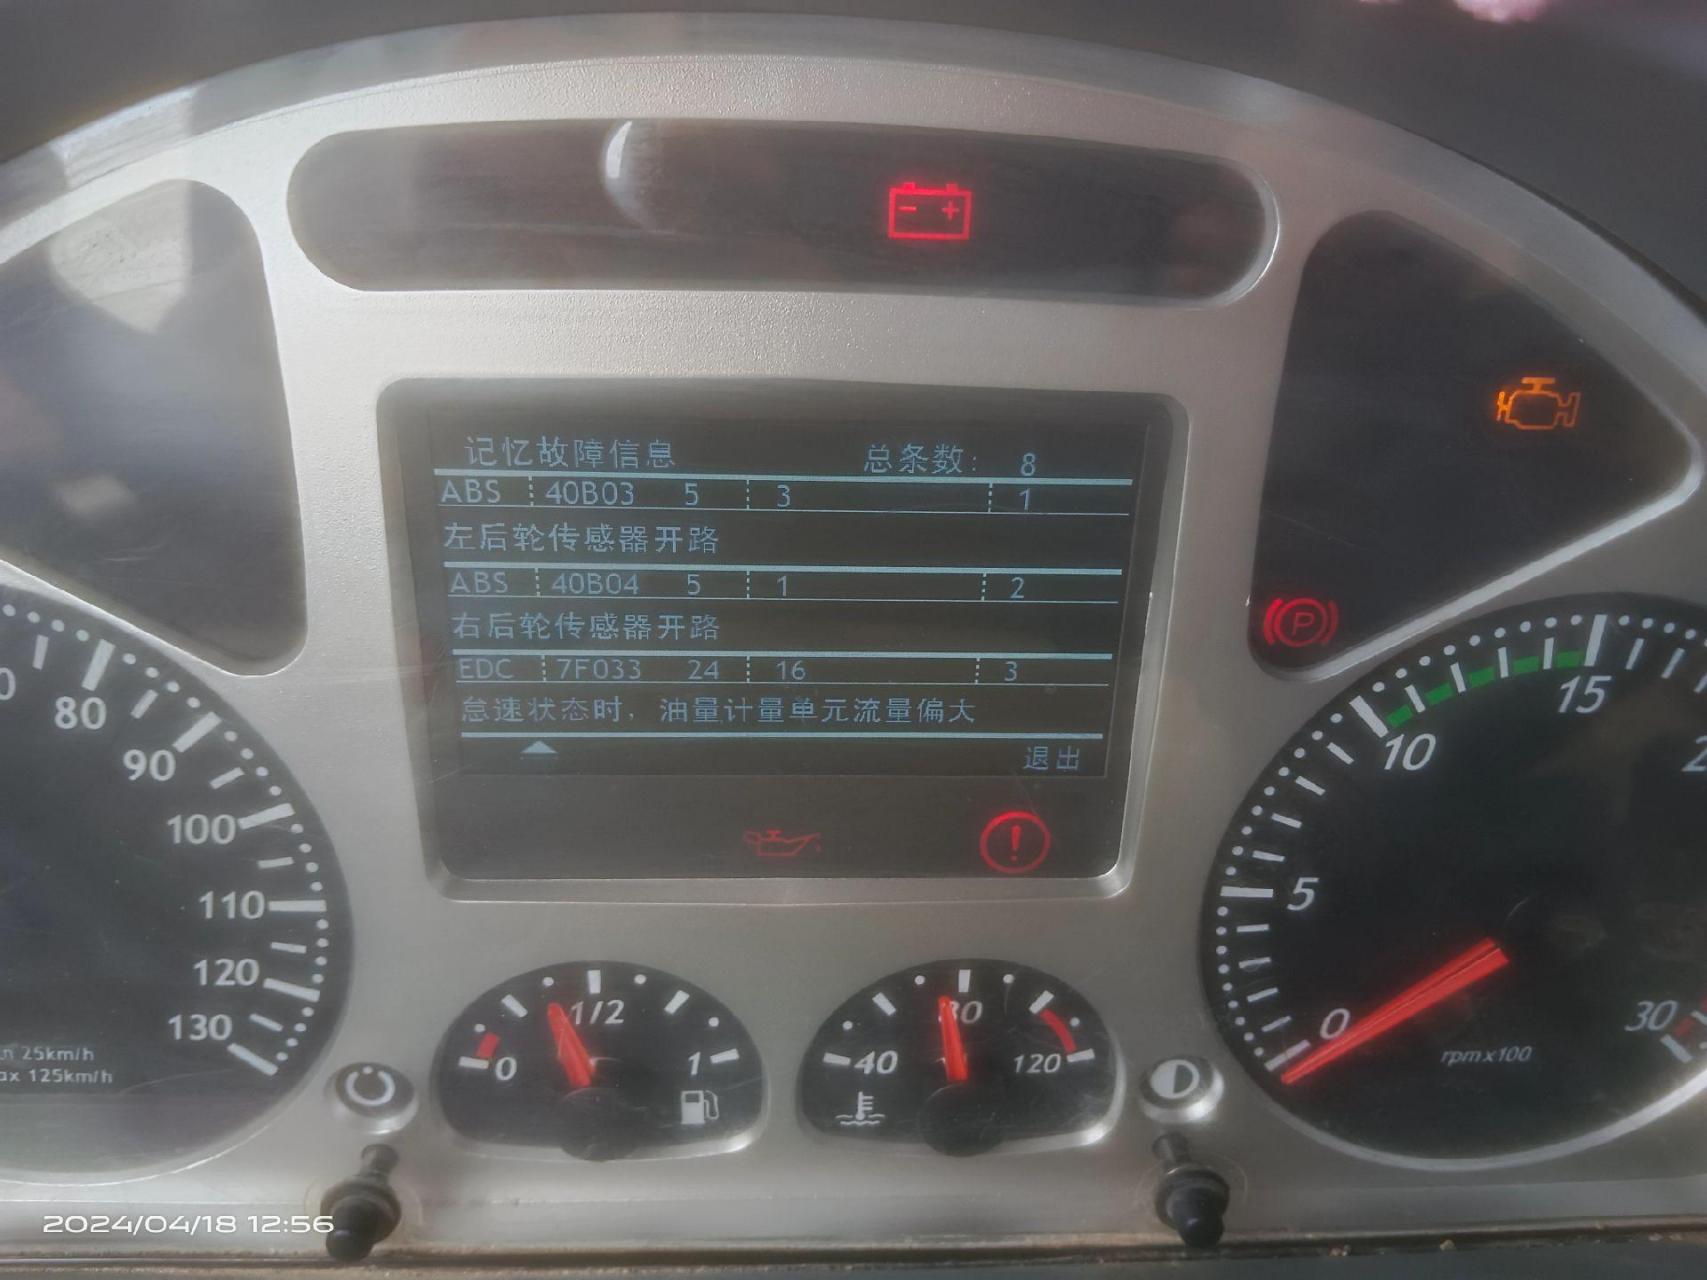 记忆故障信息 总条数: 8
ABS 40B03 5 3 1
左后轮传感器开路
ABS 40B04 5 1 2
右后轮传感器开路
EDC 7F033 24 16 3
怠速状态时，油量计量单元流量偏大
退出
80
90
100
110
120
130
25km/h
125km/h
0 1/2 1
40 80 120
P
0
5
10
15
30
rpmx100
2024/04/18 12:56